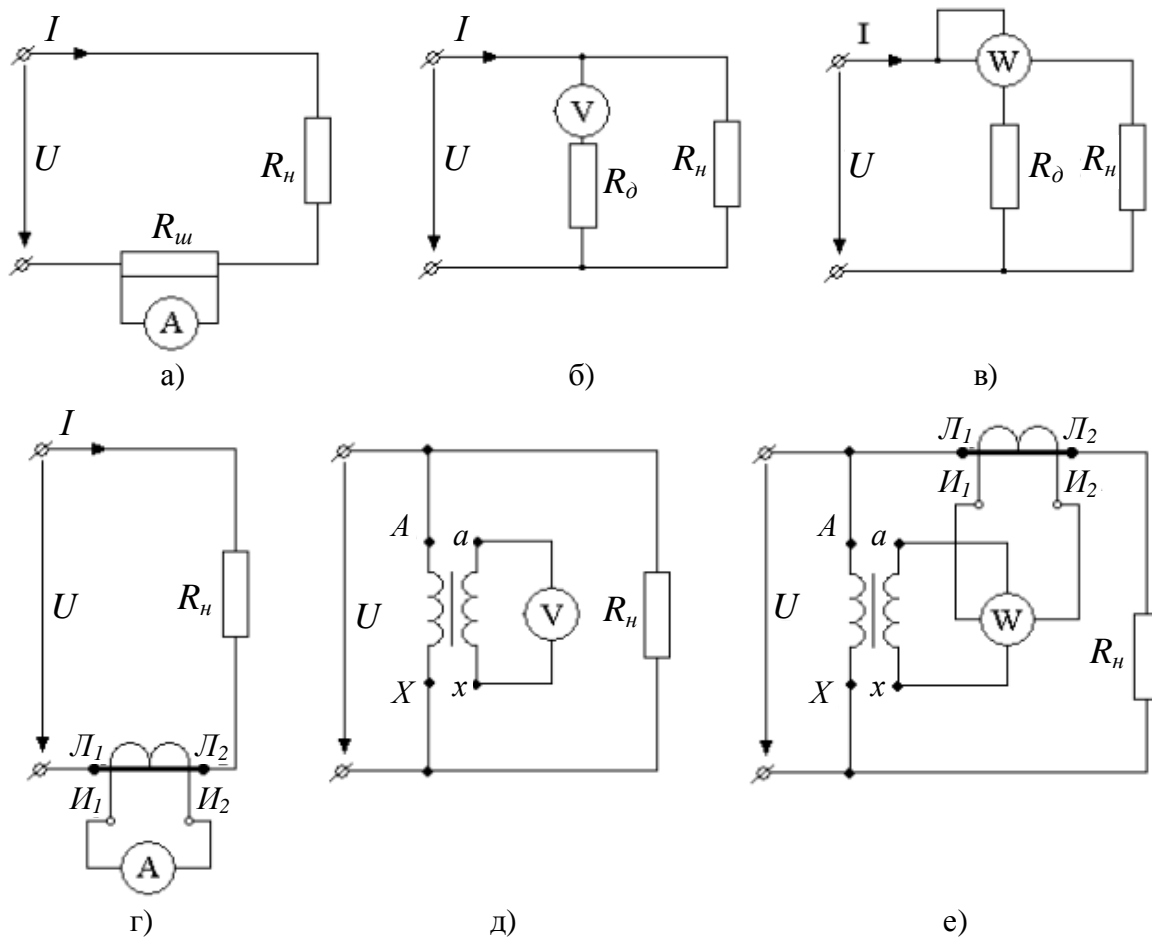 I
U
Rн
Rш
A
а)
I
U
V
Rд
Rн
б)
I
U
W
Rд
Rн
в)
I
U
Rн
Л1 Л2
И1 И2
A
г)
U
A a
V
Rн
X x
д)
Л1 Л2
И1 И2
A a
U
W
Rн
X x
е)